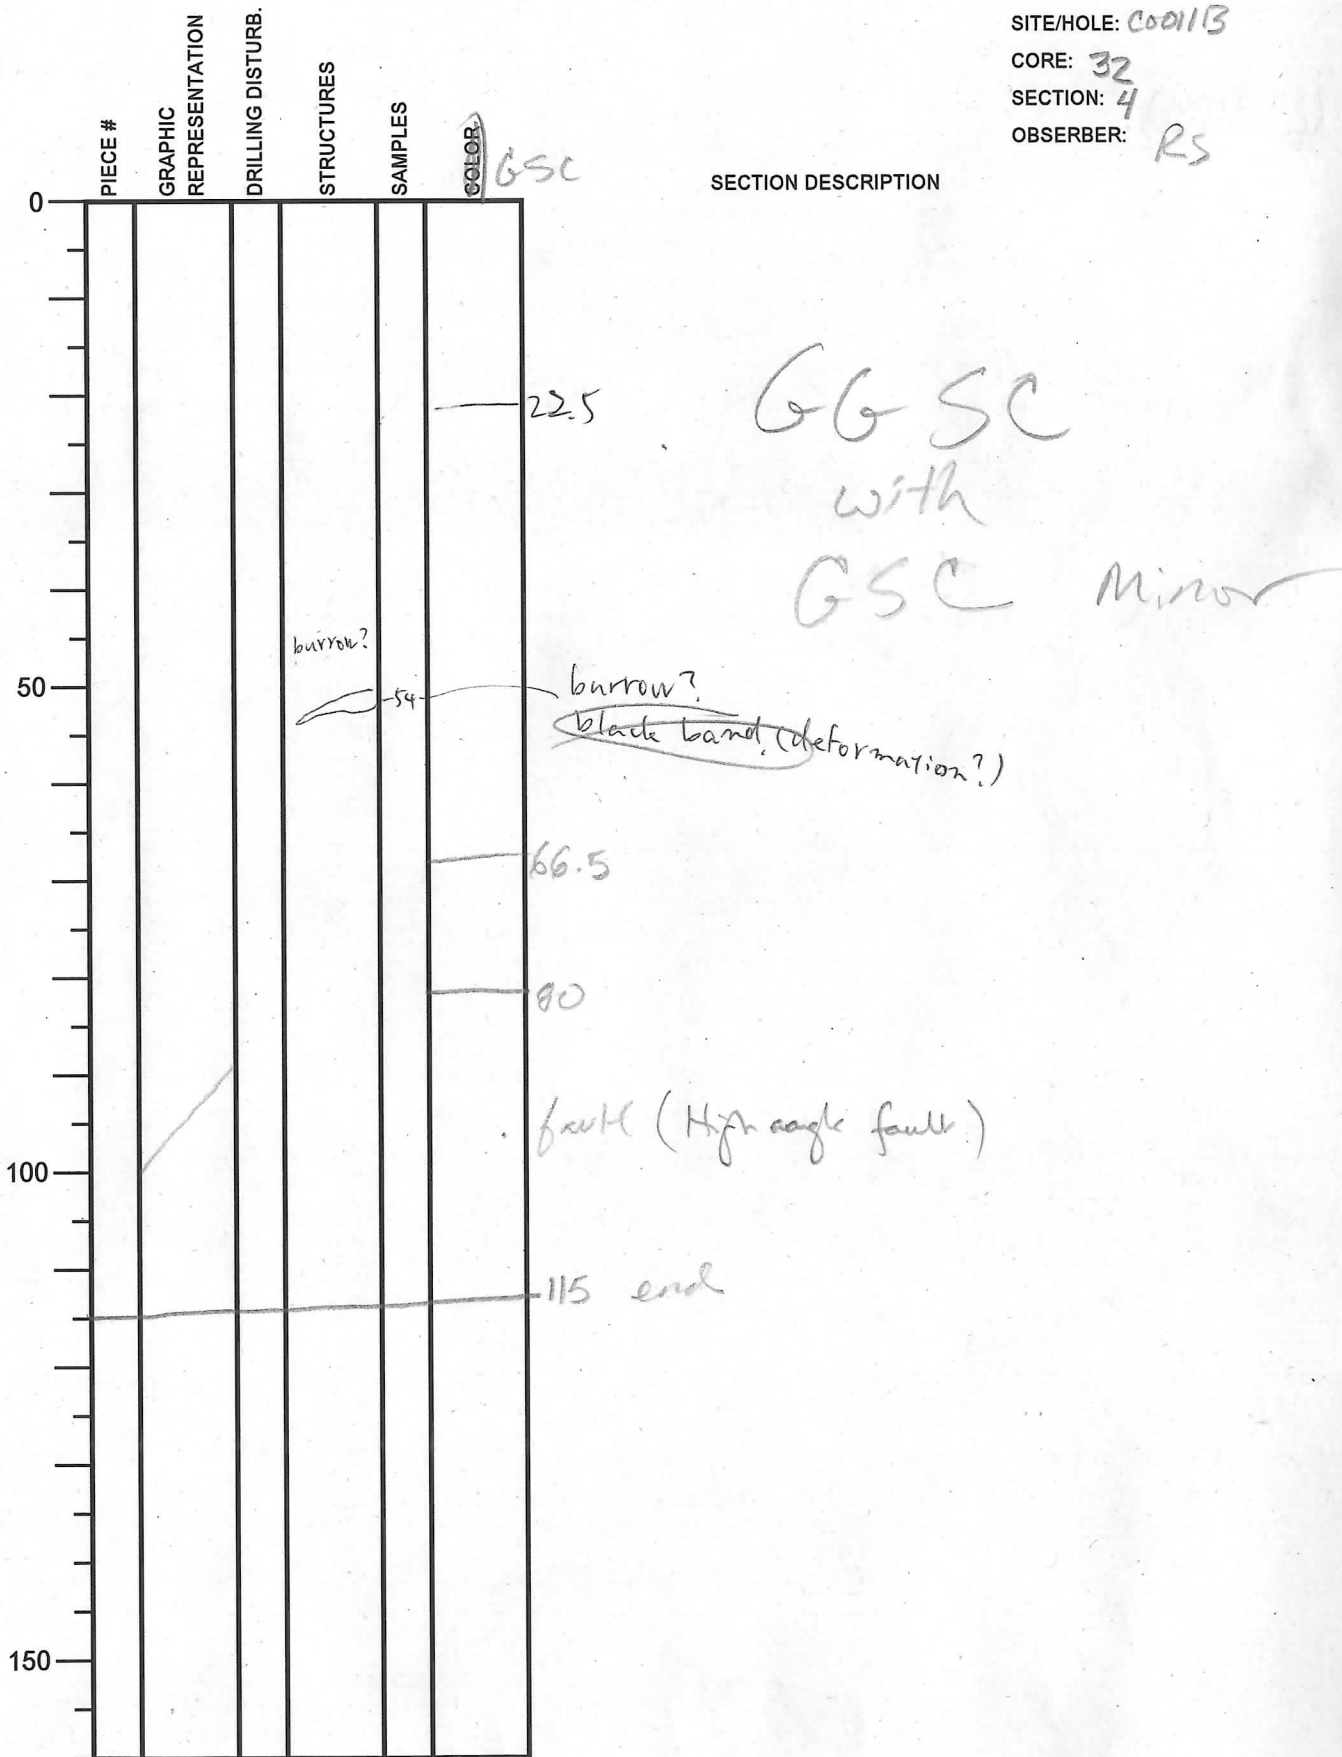 SITE/HOLE: C0011B
CORE: 32
SECTION: 4
OBSERBER: RS
PIECE #
GRAPHIC
REPRESENTATION
DRILLING DISTURB.
STRUCTURES
SAMPLES
COLOR
GSC
SECTION DESCRIPTION
0
22.5
GG SC
with
GSC Minor
burrow?
50
54
burrow?
black band (deformation?)
66.5
80
fault (High angle fault)
100
115 end
150